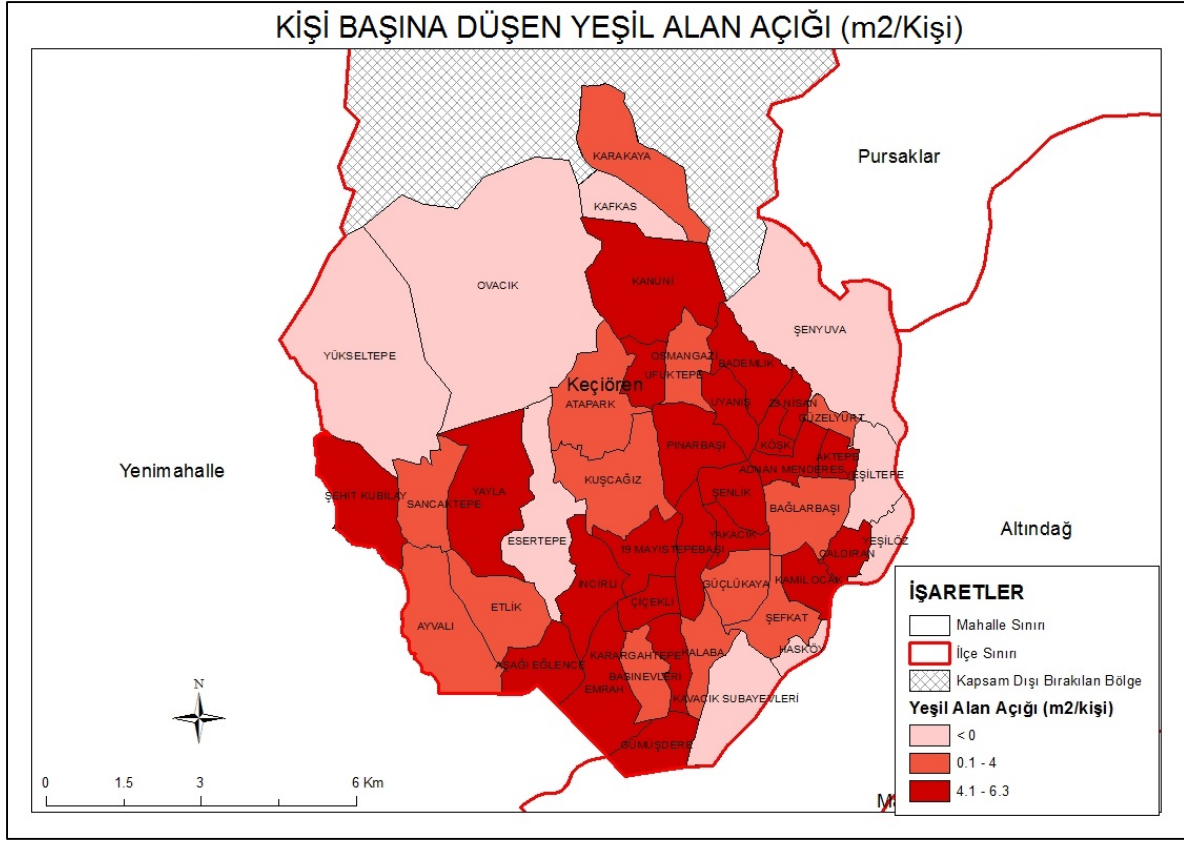 KİŞİ BAŞINA DÜŞEN YEŞİL ALAN AÇIĞI (m2/Kişi)
KARAKAYA
Pursaklar
KAFKAS
KANUNİ
OVACIK
ŞENYUVA
YÜKSELTEPE
OSMANGAZİ
BADEMLİK
UFUKTEPE
Keçiören
ATAPARK
UYANIŞ
23 NİSAN
GÜZELYURT
PINARBAŞI
KÖŞK
AKTEPE
Yenimahalle
ADNAN MENDERES
YEŞİLTEPE
KUŞCAĞIZ
ŞEHİT KUBİLAY
YAYLA
ŞENLİK
SANCAKTEPE
BAĞLARBAŞI
Altındağ
YAKACIK
ESERTEPE
YEŞİLÖZ
19 MAYIS
TEPEBAŞI
ÇALDIRAN
İNCİRLİ
GÜÇLÜKAYA
KAMİL OCAK
ÇİÇEKLİ
ETLİK
ŞEFKAT
AYVALI
HASKÖY
KALABA
KARARGAHTEPE
AŞAĞI EĞLENCE
BASINEVLERİ
EMRAH
KAVACIK SUBAYEVLERİ
GÜMÜŞDERE
N
0 1.5 3 6 Km
İŞARETLER
Mahalle Sınırı
İlçe Sınırı
Kapsam Dışı Bırakılan Bölge
Yeşil Alan Açığı (m2/kişi)
< 0
0.1 - 4
4.1 - 6.3